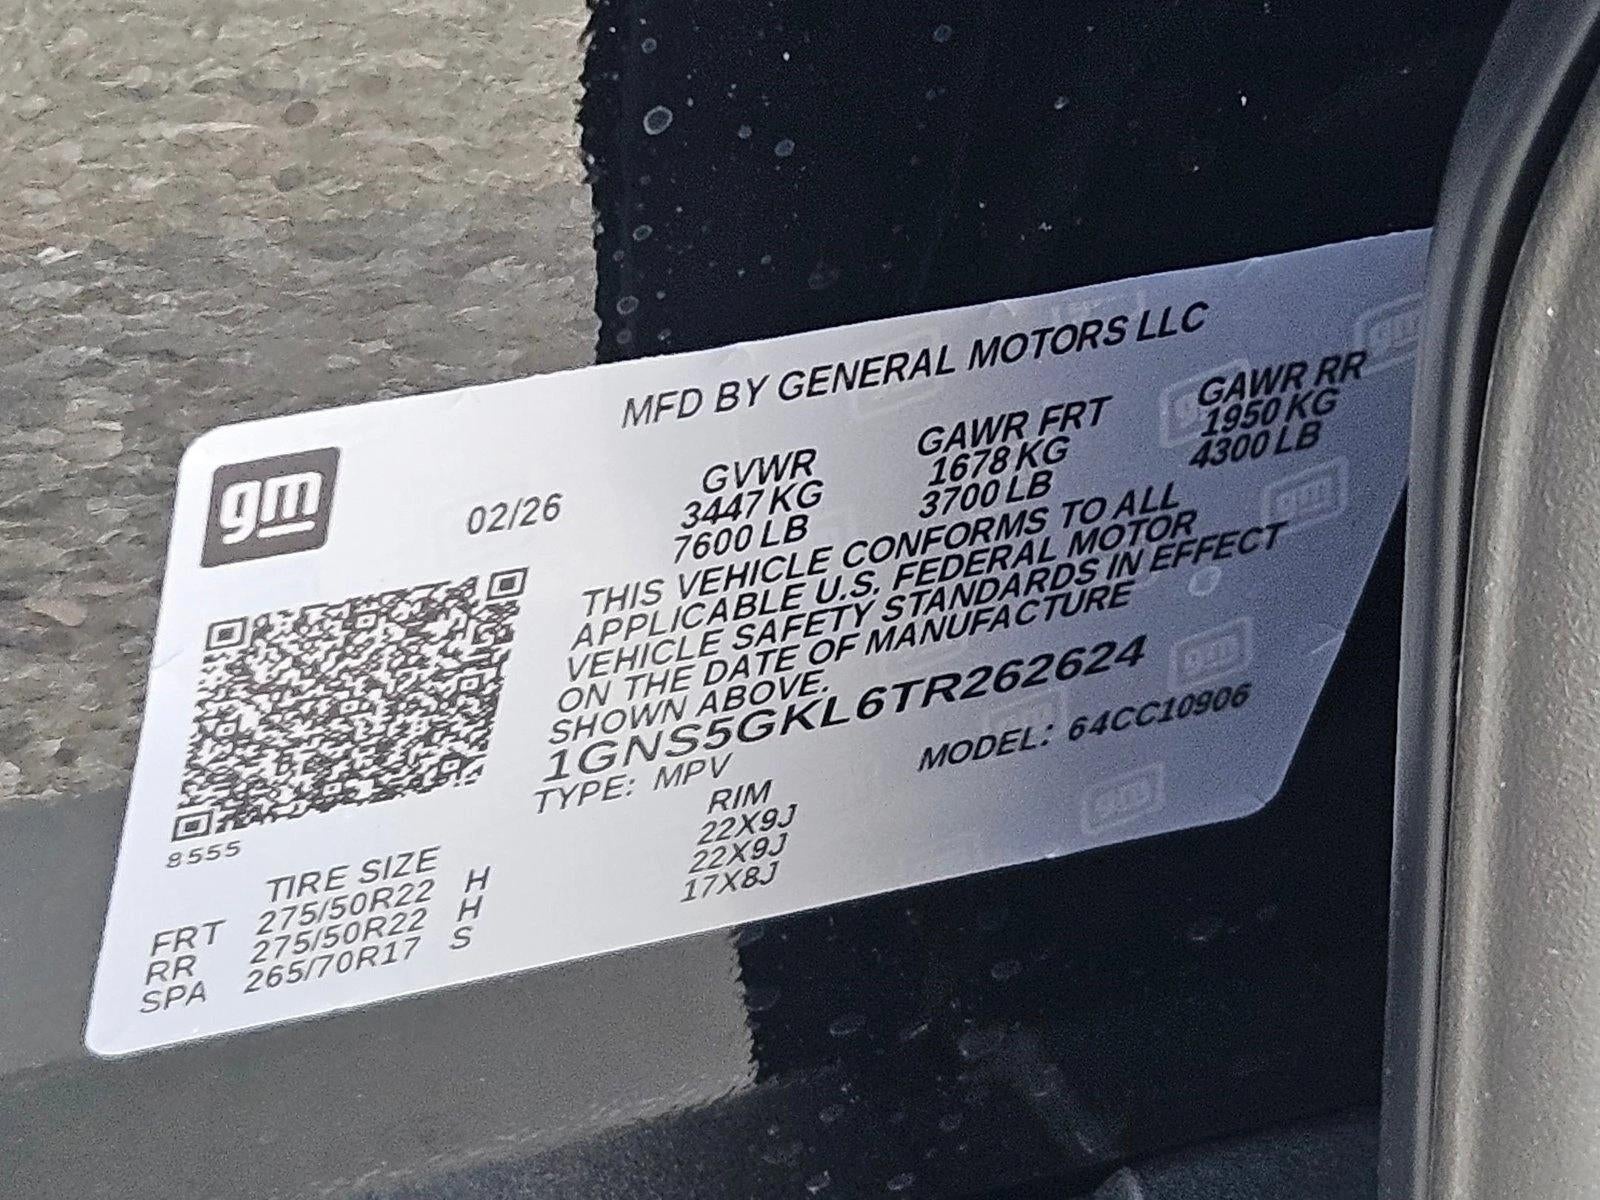 MFD BY GENERAL MOTORS LLC
gm
02/26
GVWR GAWR FRT GAWR RR
3447 KG 1678 KG 1950 KG
7600 LB 3700 LB 4300 LB
THIS VEHICLE CONFORMS TO ALL
APPLICABLE U.S. FEDERAL MOTOR
VEHICLE SAFETY STANDARDS IN EFFECT
ON THE DATE OF MANUFACTURE
SHOWN ABOVE.
1GNS5GKL6TR262624
TYPE: MPV MODEL: 64CC10906
8555
TIRE SIZE RIM
FRT 275/50R22 H 22X9J
RR 275/50R22 H 22X9J
SPA 265/70R17 S 17X8J